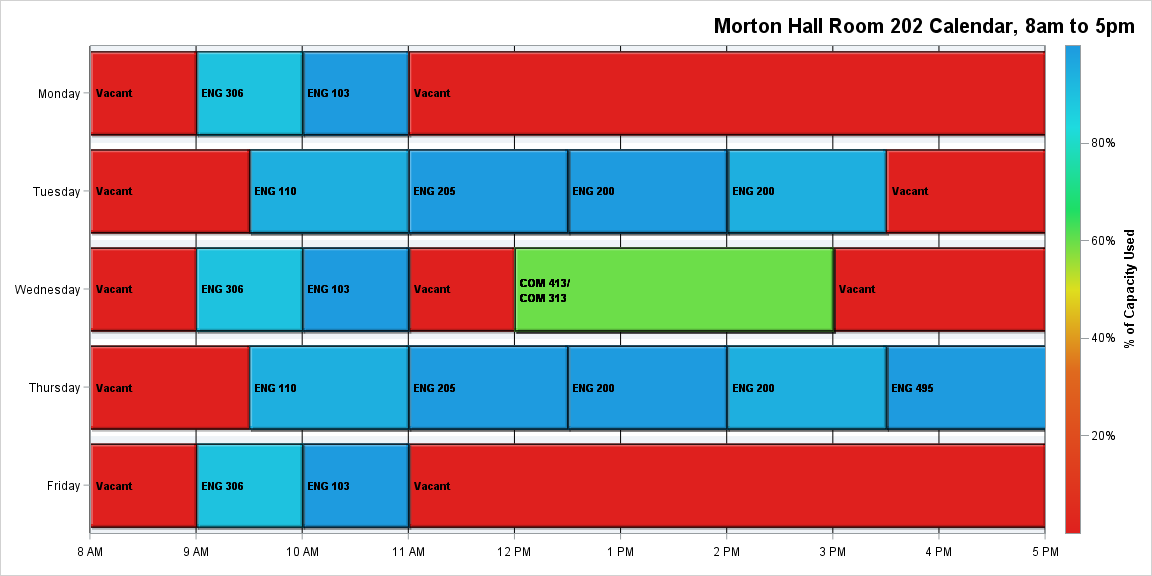 Morton Hall Room 202 Calendar, 8am to 5pm
Monday
Vacant
ENG 306
ENG 103
Vacant
Tuesday
Vacant
ENG 110
ENG 205
ENG 200
ENG 200
Vacant
Wednesday
Vacant
ENG 306
ENG 103
Vacant
COM 413/
COM 313
Vacant
Thursday
Vacant
ENG 110
ENG 205
ENG 200
ENG 200
ENG 495
Friday
Vacant
ENG 306
ENG 103
Vacant
8 AM
9 AM
10 AM
11 AM
12 PM
1 PM
2 PM
3 PM
4 PM
5 PM
80%
60%
40%
20%
% of Capacity Used